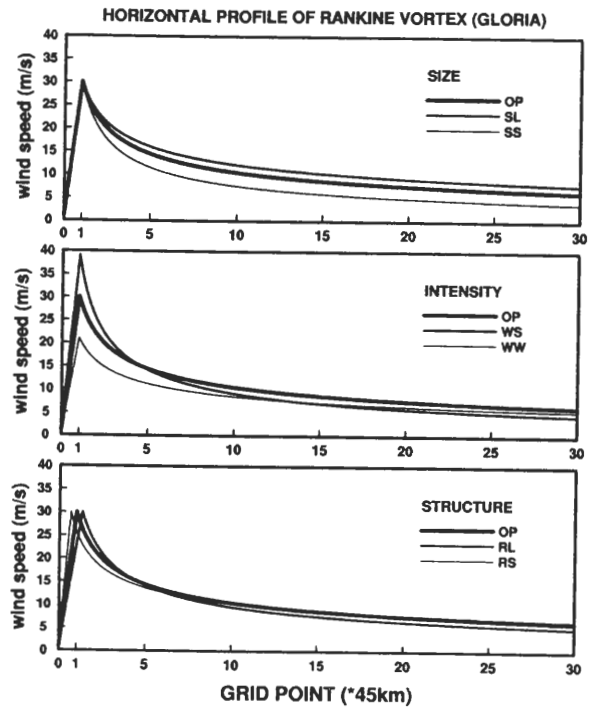 HORIZONTAL PROFILE OF RANKINE VORTEX (GLORIA)
wind speed (m/s)
40
35
30
25
20
15
10
5
0
SIZE
OP
SL
SS
0 1 5 10 15 20 25 30
wind speed (m/s)
40
35
30
25
20
15
10
5
0
INTENSITY
OP
WS
WW
0 1 5 10 15 20 25 30
wind speed (m/s)
40
35
30
25
20
15
10
5
0
STRUCTURE
OP
RL
RS
0 1 5 10 15 20 25 30
GRID POINT (*45km)